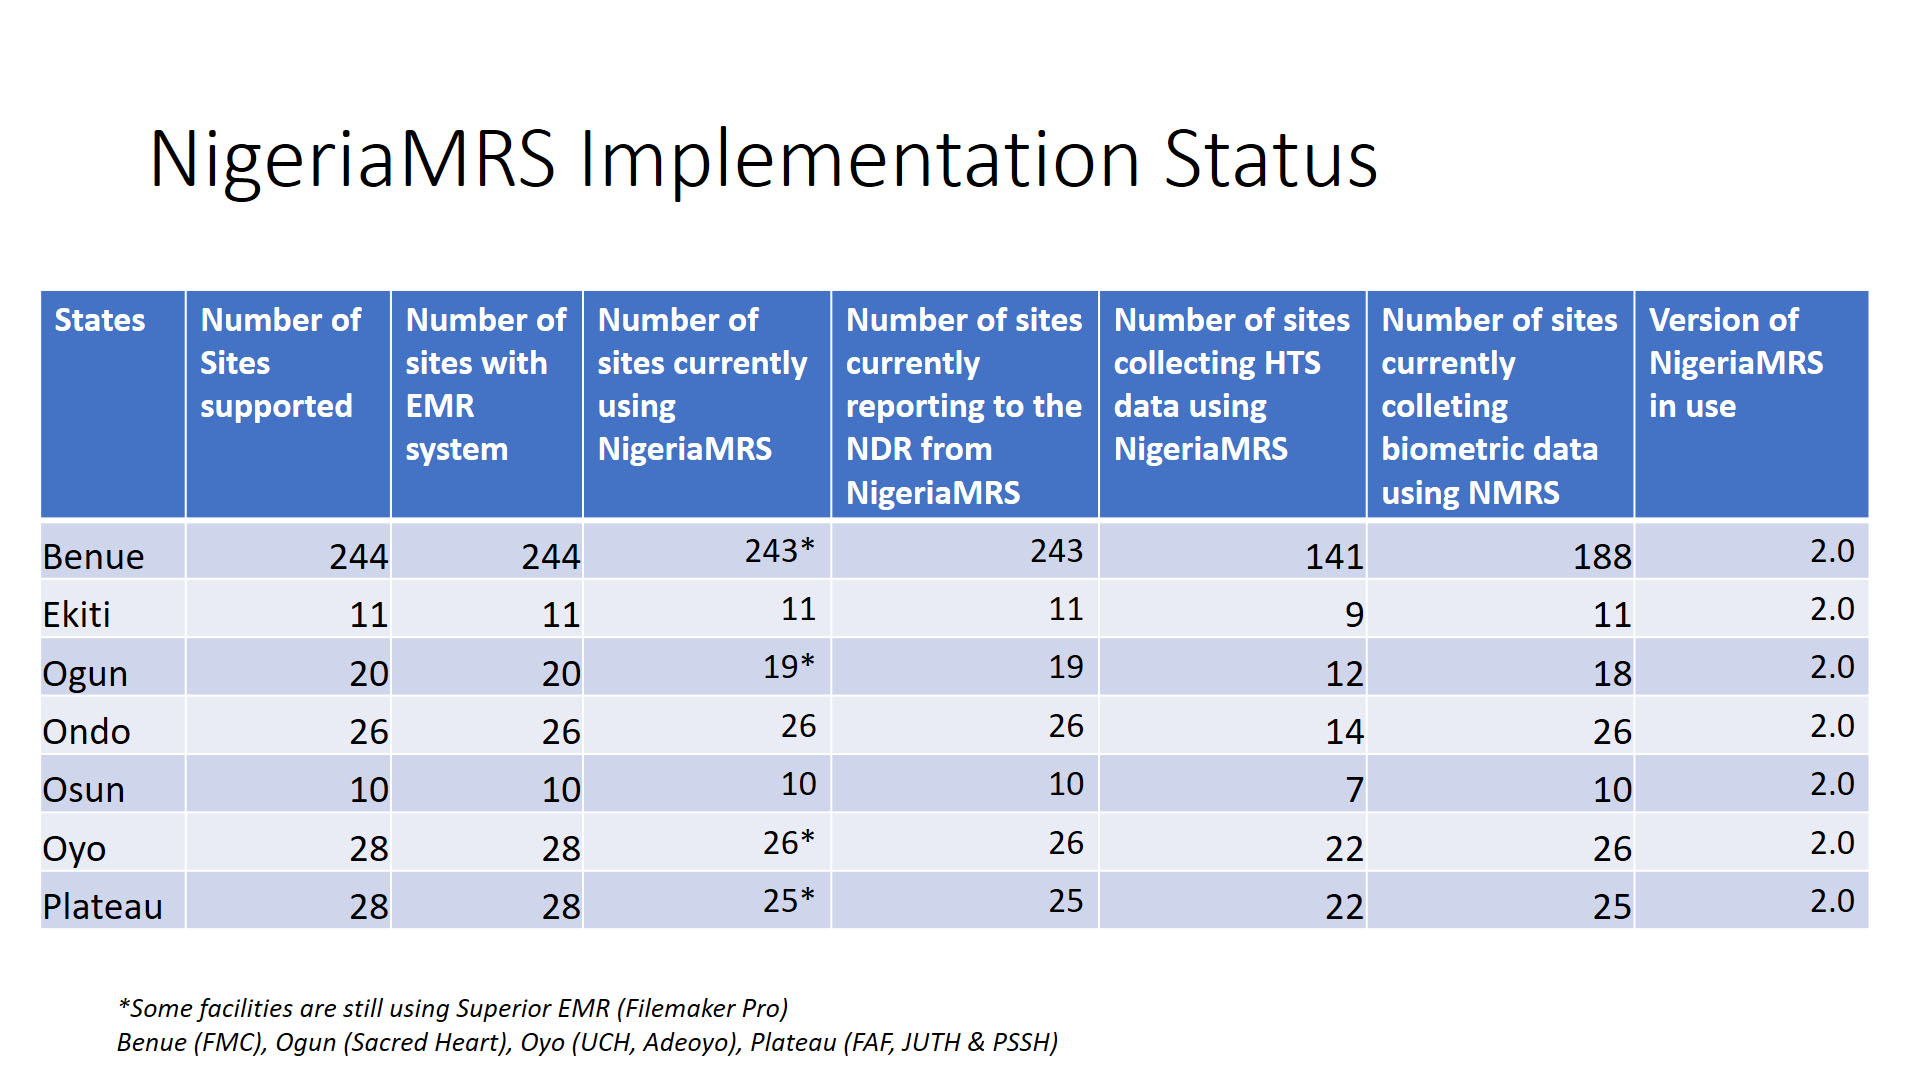 NigeriaMRS Implementation Status
States Number of Sites supported Number of sites with EMR system Number of sites currently using NigeriaMRS Number of sites currently reporting to the NDR from NigeriaMRS Number of sites collecting HTS data using NigeriaMRS Number of sites currently colleting biometric data using NMRS Version of NigeriaMRS in use
Benue 244 244 243* 243 141 188 2.0
Ekiti 11 11 11 11 9 11 2.0
Ogun 20 20 19* 19 12 18 2.0
Ondo 26 26 26 26 14 26 2.0
Osun 10 10 10 10 7 10 2.0
Oyo 28 28 26* 26 22 26 2.0
Plateau 28 28 25* 25 22 25 2.0
*Some facilities are still using Superior EMR (Filemaker Pro)
Benue (FMC), Ogun (Sacred Heart), Oyo (UCH, Adeoyo), Plateau (FAF, JUTH & PSSH)